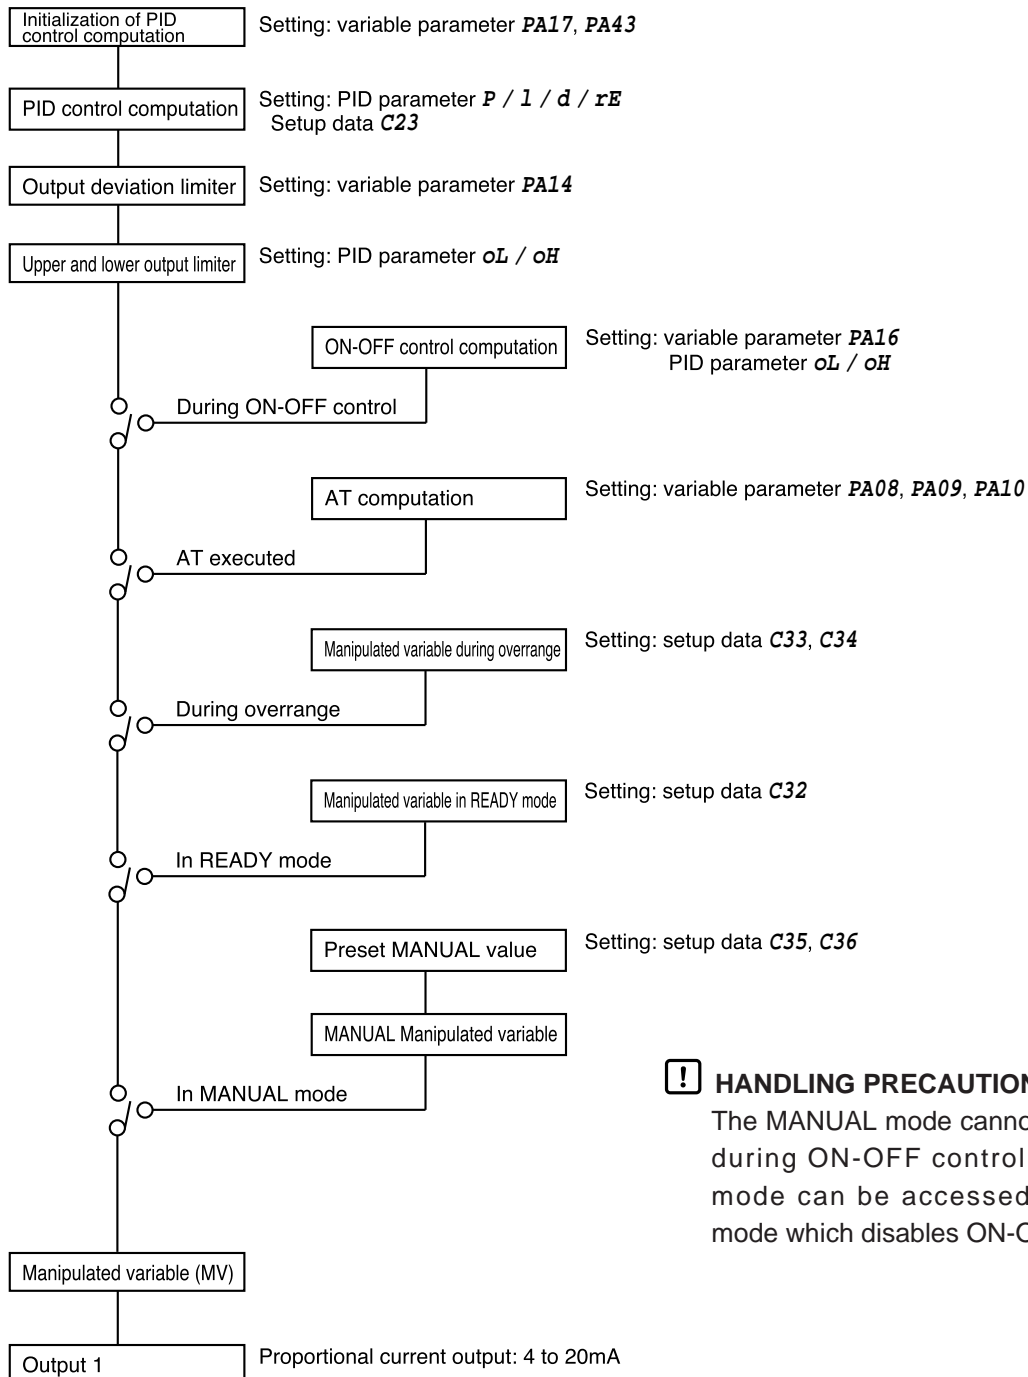 Initialization of PID
control computation
Setting: variable parameter PA17, PA43
PID control computation
Setting: PID parameter P / l / d / rE
Setup data C23
Output deviation limiter
Setting: variable parameter PA14
Upper and lower output limiter
Setting: PID parameter oL / oH
ON-OFF control computation
Setting: variable parameter PA16
PID parameter oL / oH
During ON-OFF control
AT computation
Setting: variable parameter PA08, PA09, PA10
AT executed
Manipulated variable during overrange
Setting: setup data C33, C34
During overrange
Manipulated variable in READY mode
Setting: setup data C32
In READY mode
Preset MANUAL value
Setting: setup data C35, C36
MANUAL Manipulated variable
! HANDLING PRECAUTION
The MANUAL mode canno
during ON-OFF control
mode can be accessed
mode which disables ON-O
In MANUAL mode
Manipulated variable (MV)
Output 1
Proportional current output: 4 to 20mA